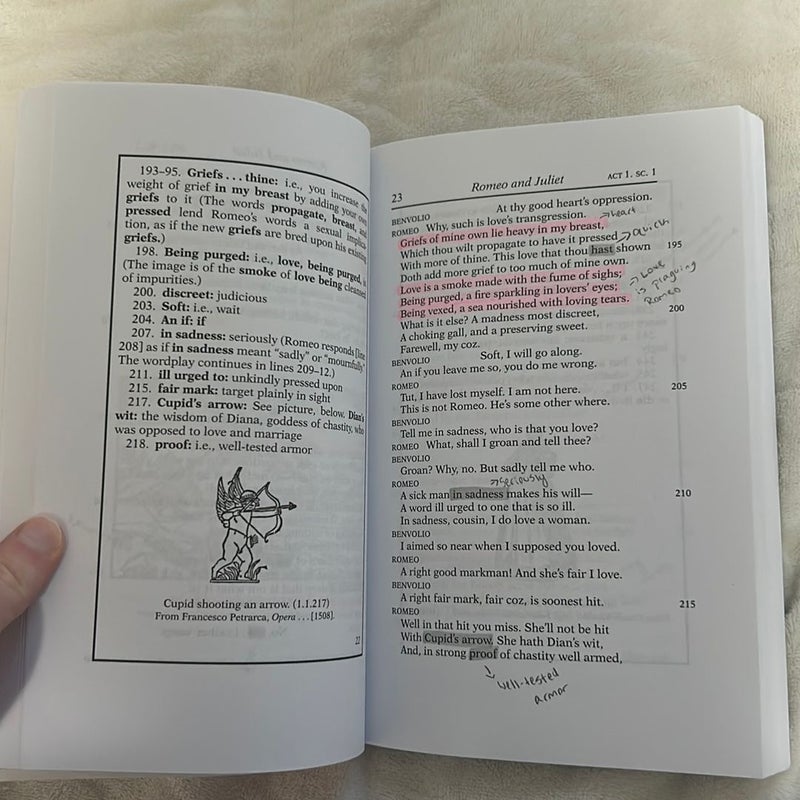 193–95. Griefs . . . thine: i.e., you increase the
weight of grief in my breast by adding your own
griefs to it (The words propagate, breast, and
pressed lend Romeo's words a sexual implica-
tion, as if the new griefs are bred upon his existing
griefs.)
198. Being purged: i.e., love, being purged, is
(The image is of the smoke of love being cleansed
of impurities.)
200. discreet: judicious
203. Soft: i.e., wait
204. An if: if
207. in sadness: seriously (Romeo responds [line
208] as if in sadness meant "sadly" or "mournfully."
The wordplay continues in lines 209–12.)
211. ill urged to: unkindly pressed upon
215. fair mark: target plainly in sight
217. Cupid's arrow: See picture, below. Dian's
wit: the wisdom of Diana, goddess of chastity, who
was opposed to love and marriage
218. proof: i.e., well-tested armor
Cupid shooting an arrow. (1.1.217)
From Francesco Petrarca, Opera . . . [1508].
22
23 Romeo and Juliet ACT 1. SC. 1
At thy good heart's oppression.
BENVOLIO
ROMEO Why, such is love's transgression.
→heart
Griefs of mine own lie heavy in my breast,
Which thou wilt propagate to have it pressed
With more of thine. This love that thou hast shown 195
Doth add more grief to too much of mine own.
Love is a smoke made with the fume of sighs;
Being purged, a fire sparkling in lovers' eyes;
→ Love
is plaguing
Romeo
Being vexed, a sea nourished with loving tears.
What is it else? A madness most discreet, 200
A choking gall, and a preserving sweet.
Farewell, my coz.
BENVOLIO Soft, I will go along.
An if you leave me so, you do me wrong.
ROMEO
Tut, I have lost myself. I am not here. 205
This is not Romeo. He's some other where.
BENVOLIO
Tell me in sadness, who is that you love?
ROMEO What, shall I groan and tell thee?
BENVOLIO
Groan? Why, no. But sadly tell me who.
ROMEO
→seriously
A sick man in sadness makes his will— 210
A word ill urged to one that is so ill.
In sadness, cousin, I do love a woman.
BENVOLIO
I aimed so near when I supposed you loved.
ROMEO
A right good markman! And she's fair I love.
BENVOLIO
A right fair mark, fair coz, is soonest hit. 215
ROMEO
Well in that hit you miss. She'll not be hit
With Cupid's arrow. She hath Dian's wit,
And, in strong proof of chastity well armed,
↓ well-tested
armor